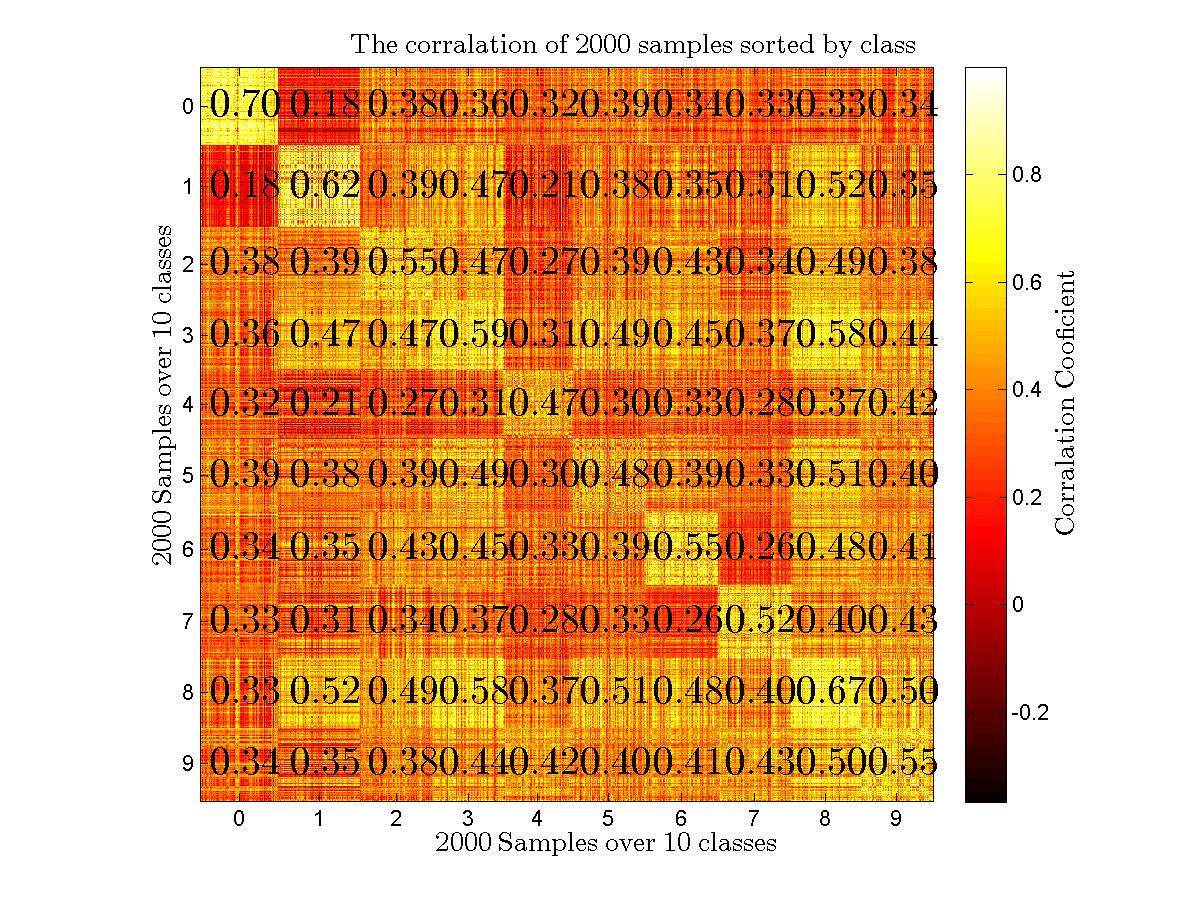 The corralation of 2000 samples sorted by class
0 0.70 0.18 0.38 0.36 0.32 0.39 0.34 0.33 0.33 0.34
1 0.18 0.62 0.39 0.47 0.21 0.38 0.35 0.31 0.52 0.35
2 0.38 0.39 0.55 0.47 0.27 0.39 0.43 0.34 0.49 0.38
3 0.36 0.47 0.47 0.59 0.31 0.49 0.45 0.37 0.58 0.44
4 0.32 0.21 0.27 0.31 0.47 0.30 0.33 0.28 0.37 0.42
5 0.39 0.38 0.39 0.49 0.30 0.48 0.39 0.33 0.51 0.40
6 0.34 0.35 0.43 0.45 0.33 0.39 0.55 0.26 0.48 0.41
7 0.33 0.31 0.34 0.37 0.28 0.33 0.26 0.52 0.40 0.43
8 0.33 0.52 0.49 0.58 0.37 0.51 0.48 0.40 0.67 0.50
9 0.34 0.35 0.38 0.44 0.42 0.40 0.41 0.43 0.50 0.55
0 1 2 3 4 5 6 7 8 9
2000 Samples over 10 classes
2000 Samples over 10 classes
0.8
0.6
0.4
0.2
0
-0.2
Corralation Cooficient